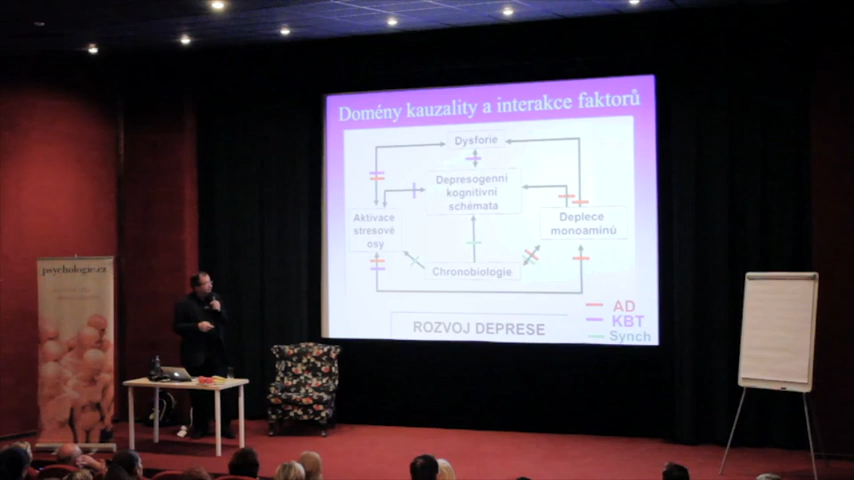 Domény kauzality a interakce faktorů
Dysforie
Depresogenní
kognitivní
schémata
Aktivace
stresové
osy
Deplece
monoaminů
Chronobiologie
ROZVOJ DEPRESE
AD
KBT
Synch
psychologie.cz